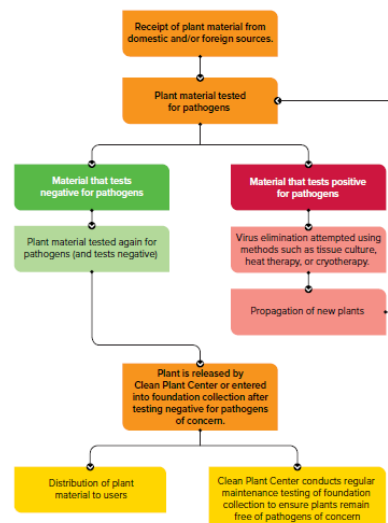 Receipt of plant material from
domestic and/or foreign sources.
Plant material tested
for pathogens
Material that tests
negative for pathogens
Material that tests positive
for pathogens
Plant material tested again for
pathogens (and tests negative)
Virus elimination attempted using
methods such as tissue culture,
heat therapy, or cryotherapy.
Propagation of new plants
Plant is released by
Clean Plant Center or entered
into foundation collection after
testing negative for pathogens
of concern.
Distribution of plant
material to users
Clean Plant Center conducts regular
maintenance testing of foundation
collection to ensure plants remain
free of pathogens of concern